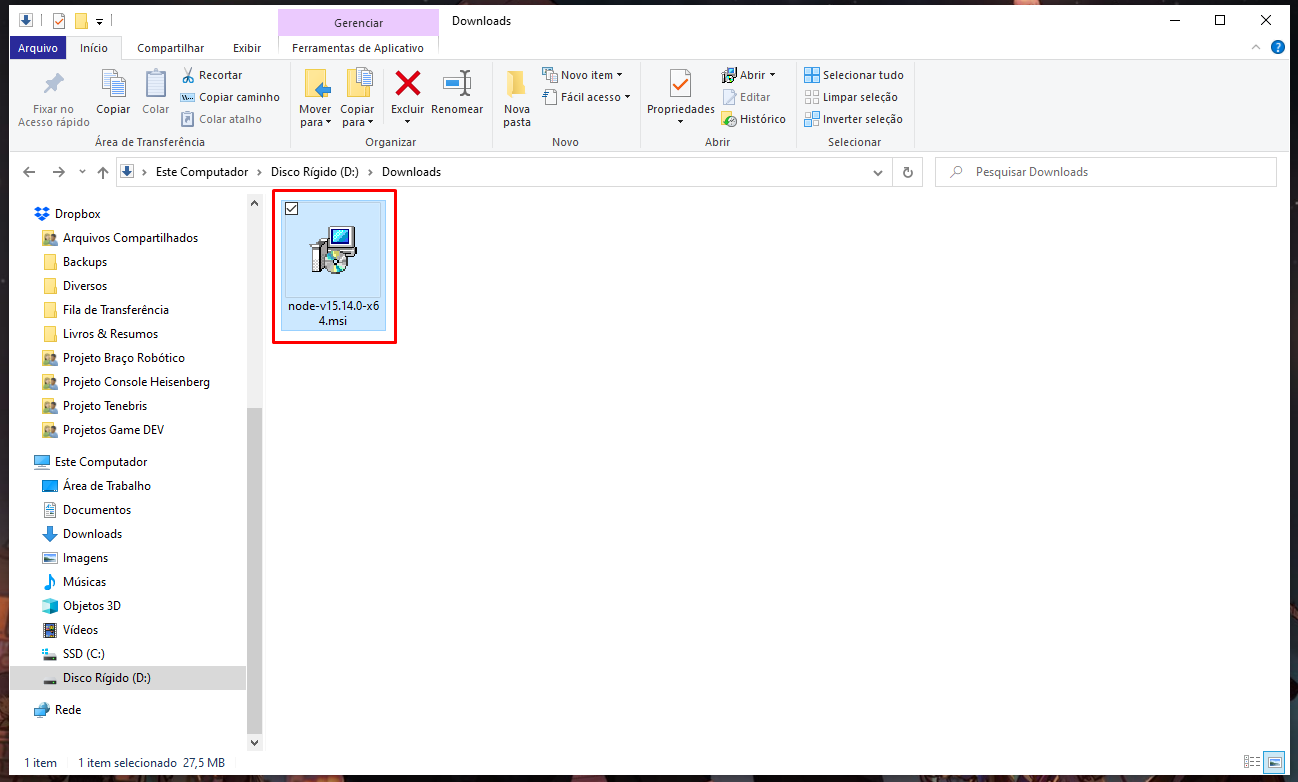 Gerenciar
Downloads
Arquivo
Início
Compartilhar
Exibir
Ferramentas de Aplicativo
Fixar no
Acesso rápido
Copiar
Colar
Recortar
Copiar caminho
Colar atalho
Área de Transferência
Mover
para
Copiar
para
Excluir
Renomear
Organizar
Nova
pasta
Novo item
Fácil acesso
Novo
Propriedades
Abrir
Editar
Histórico
Abrir
Selecionar tudo
Limpar seleção
Inverter seleção
Selecionar
Este Computador > Disco Rígido (D:) > Downloads
Pesquisar Downloads
Dropbox
Arquivos Compartilhados
Backups
Diversos
Fila de Transferência
Livros & Resumos
Projeto Braço Robótico
Projeto Console Heisenberg
Projeto Tenebris
Projetos Game DEV
Este Computador
Área de Trabalho
Documentos
Downloads
Imagens
Músicas
Objetos 3D
Vídeos
SSD (C:)
Disco Rígido (D:)
Rede
node-v15.14.0-x6
4.msi
1 item
1 item selecionado 27,5 MB